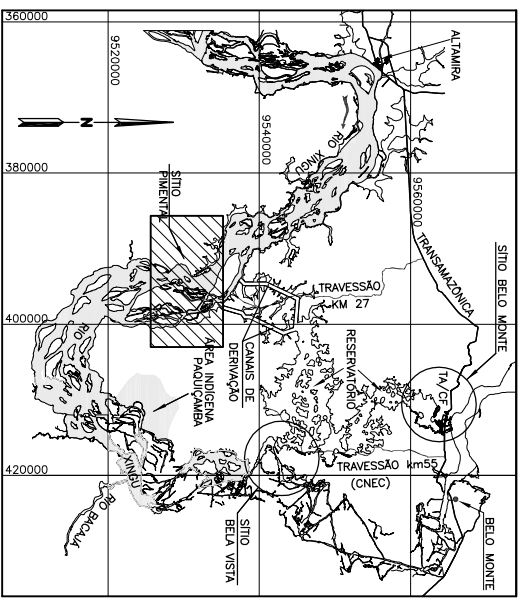 360000
380000
400000
420000
9520000
9540000
9560000
ALTAMIRA
RIO
XINGU
N
TRANSAMAZÔNICA
SÍTIO BELO MONTE
SÍTIO
PIMENTAL
TRAVESSÃO
KM 27
CANAIS DE
DERIVAÇÃO
RESERVATÓRIO
TA/CF
ÁREA INDÍGENA
PAQUIÇAMBA
RIO
XINGU
TRAVESSÃO km55
(CNEC)
SÍTIO
BELA VISTA
BELO MONTE
RIO BACAJÁ